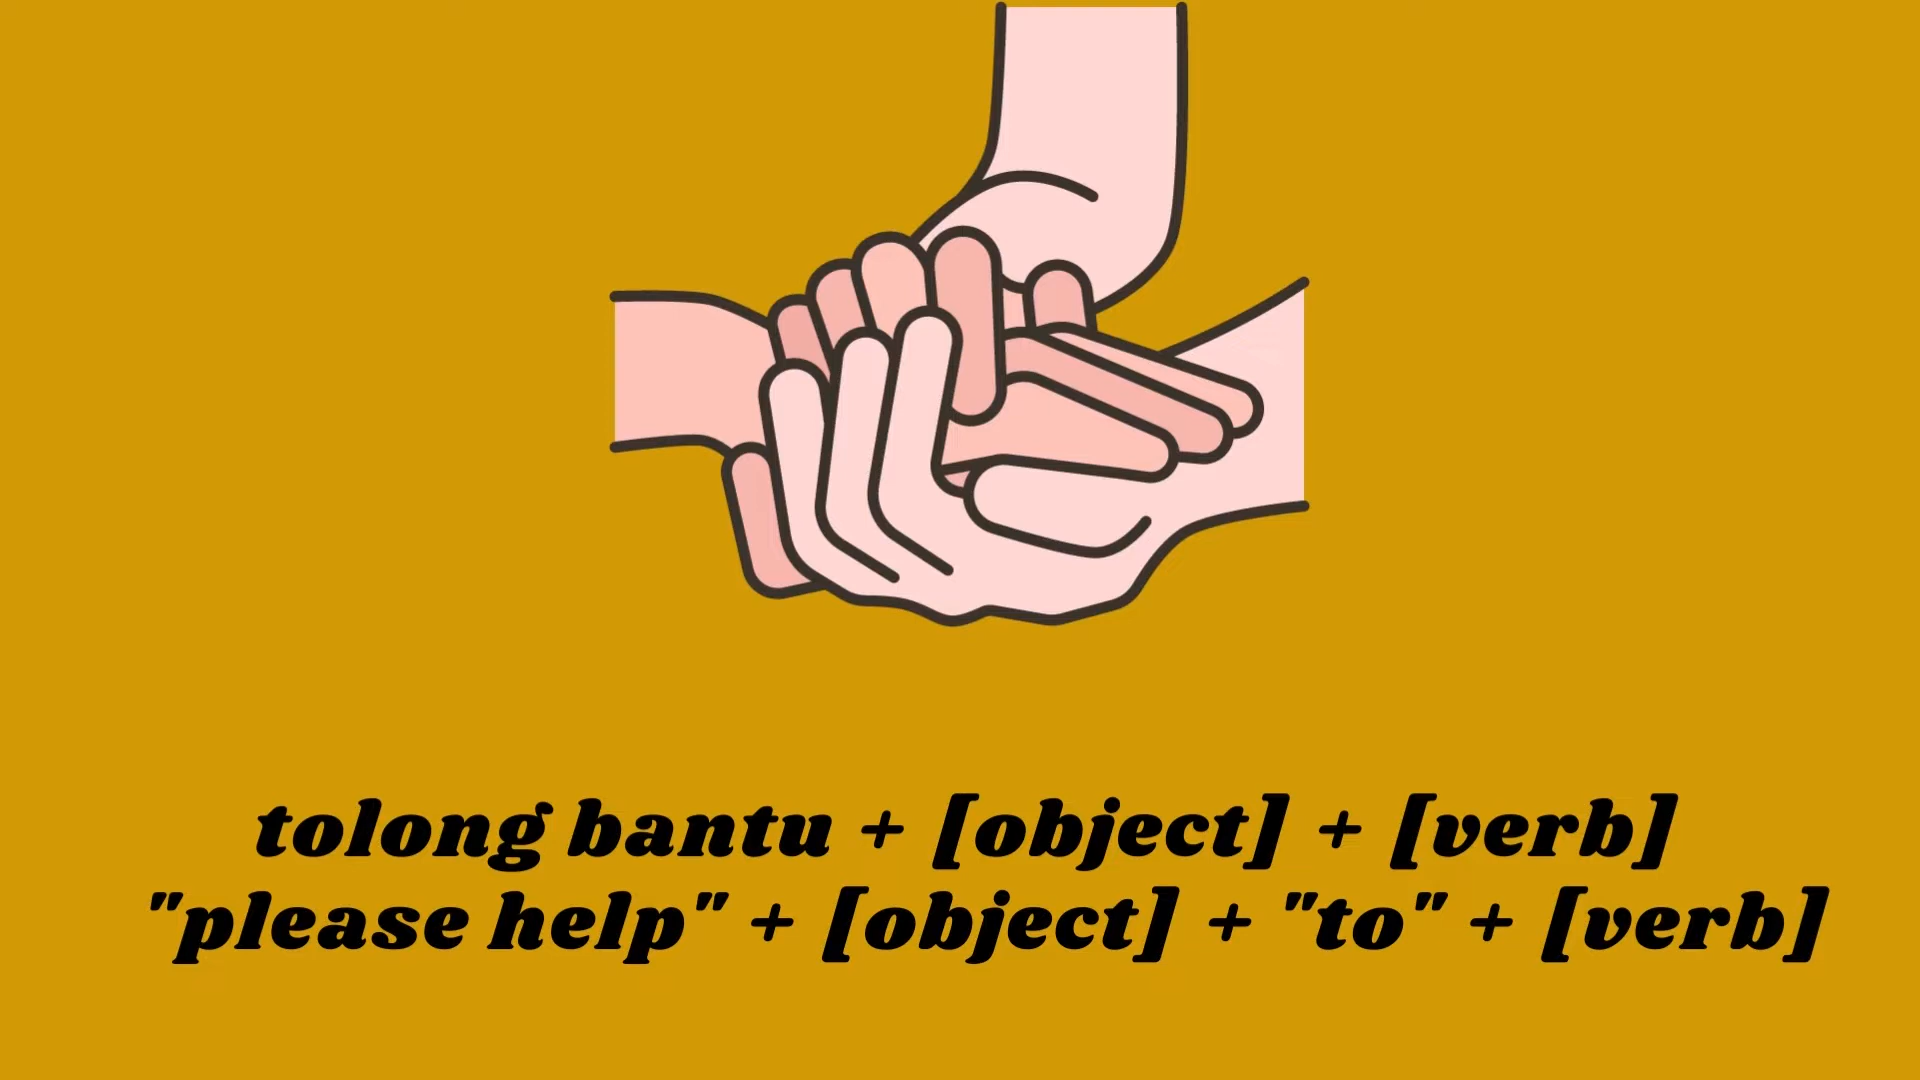 tolong bantu + [object] + [verb]
"please help" + [object] + "to" + [verb]